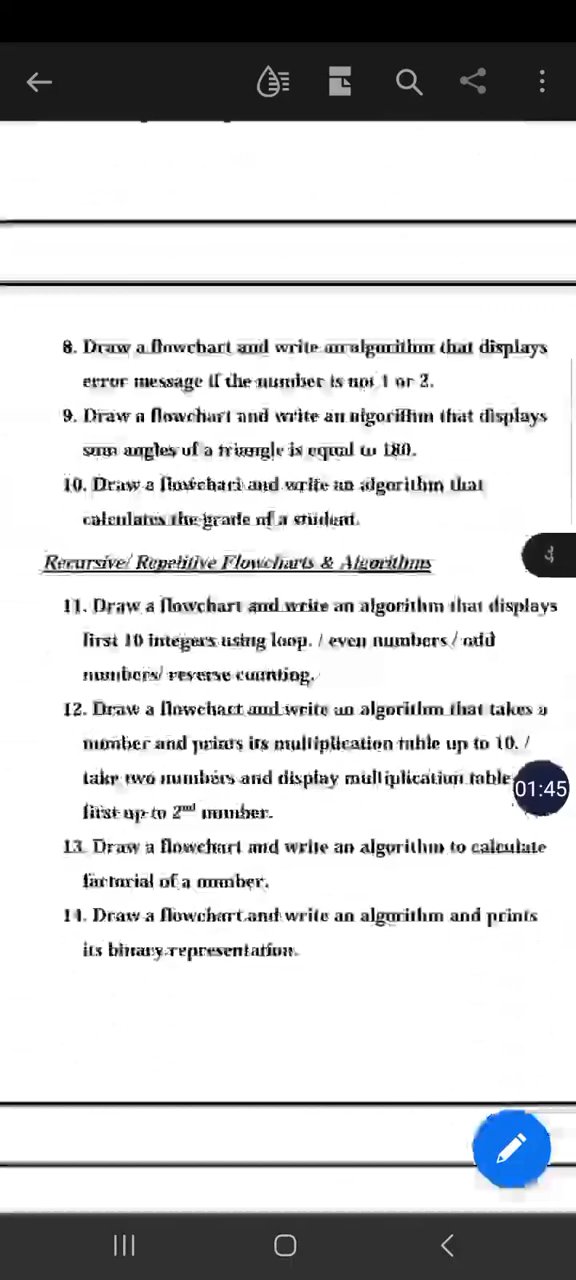 8. Draw a flowchart and write an algorithm that displays
error message if the number is not 1 or 2.
9. Draw a flowchart and write an algorithm that displays
sum angles of a triangle is equal to 180.
10. Draw a flowchart and write an algorithm that
calculates the grade of a student.
Recursive/ Repetitive Flowcharts & Algorithms
11. Draw a flowchart and write an algorithm that displays
first 10 integers using loop. / even numbers / odd
numbers/ reverse counting.
12. Draw a flowchart and write an algorithm that takes a
number and prints its multiplication table up to 10. /
take two numbers and display multiplication table
01:45
first up to 2nd number.
13. Draw a flowchart and write an algorithm to calculate
factorial of a number.
14. Draw a flowchart and write an algorithm and prints
its binary representation.